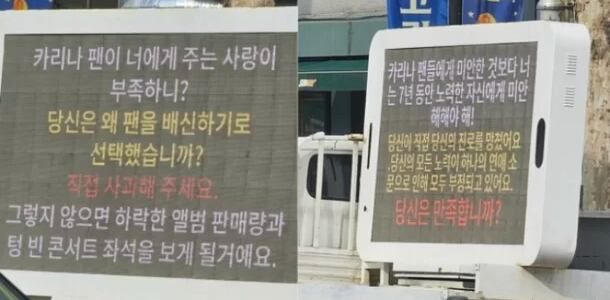 카리나 팬이 너에게 주는 사랑이
부족하니?
당신은 왜 팬을 배신하기로
선택했습니까?
직접 사과해 주세요.
그렇지 않으면 하락한 앨범 판매량과
텅 빈 콘서트 좌석을 보게 될거에요.
카리나 팬들에게 미안한 것보다 너
는 7년 동안 노력한 자신에게 미안
해해야 해!
당신이 직접 당신의 진로를 망쳤어요
,당신의 모든 노력이 하나의 연애 소
문으로 인해 모두 부정되고 있어요.
당신은 만족합니까?